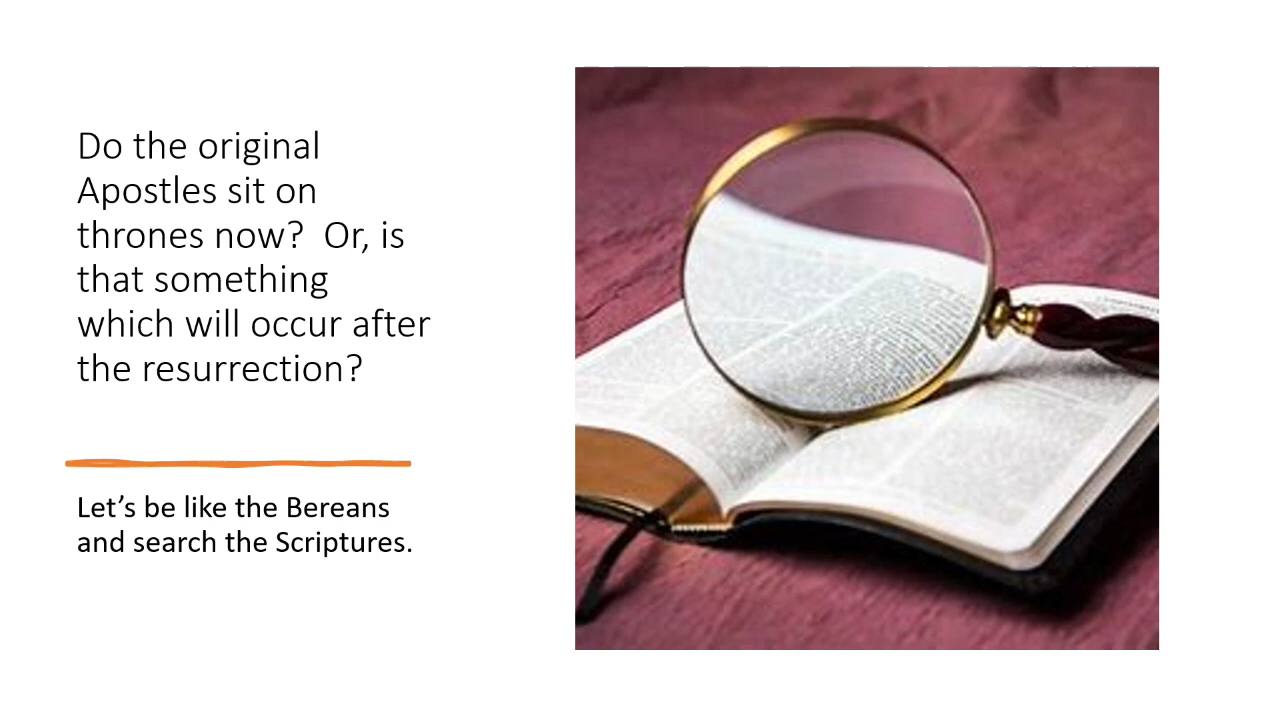 Do the original
Apostles sit on
thrones now?  Or, is
that something
which will occur after
the resurrection?
Let’s be like the Bereans
and search the Scriptures.